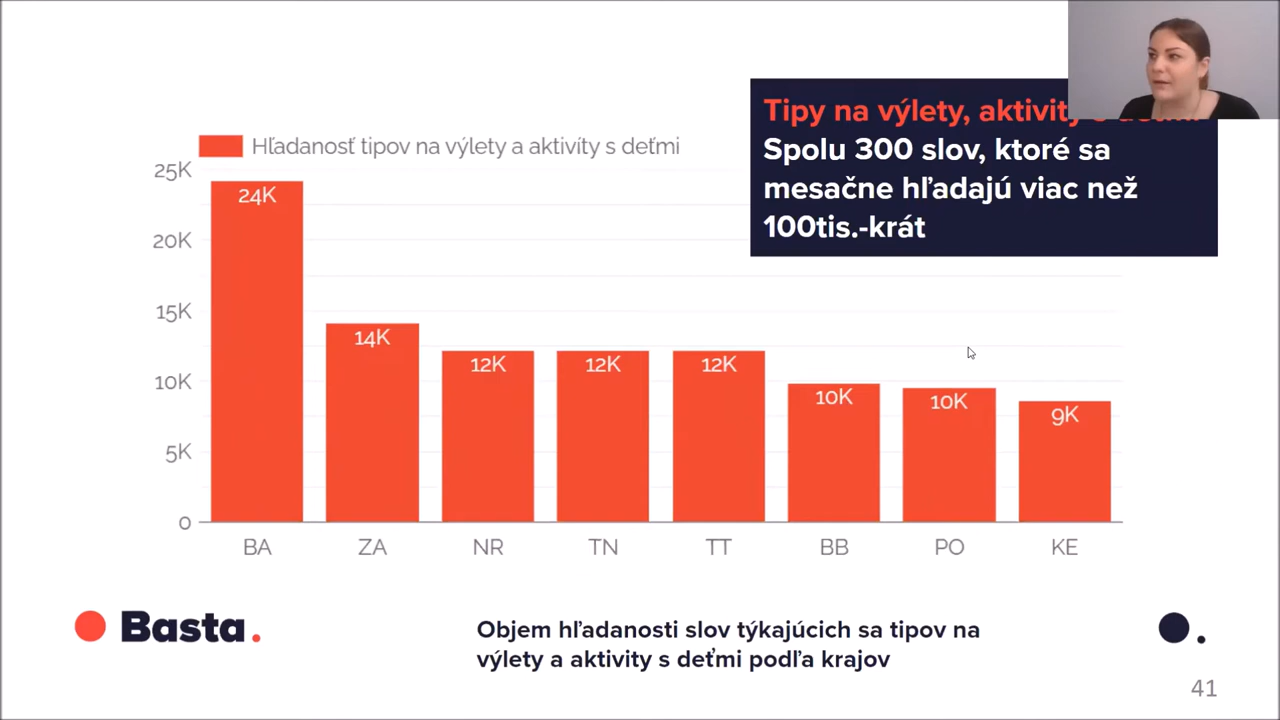 Tipy na výlety, aktivity
Spolu 300 slov, ktoré sa
mesačne hľadajú viac než
100tis.-krát
Hľadanosť tipov na výlety a aktivíty s deťmi
25K
20K
15K
10K
5K
0
24K
14K
12K
12K
12K
10K
10K
9K
BA
ZA
NR
TN
TT
BB
PO
KE
Basta.
Objem hľadanosti slov týkajúcich sa tipov na
výlety a aktivity s deťmi podľa krajov
41